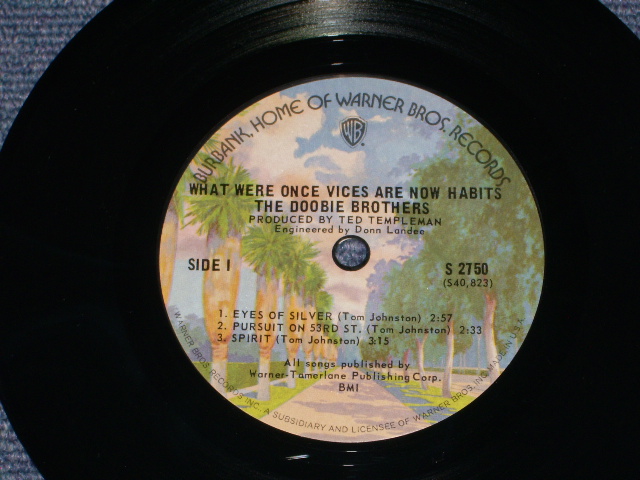 BURBANK, HOME OF WARNER BROS. RECORDS
WB
WHAT WERE ONCE VICES ARE NOW HABITS
THE DOOBIE BROTHERS
PRODUCED BY TED TEMPLEMAN
Engineered by Donn Landee
SIDE 1
S 2750
(S40,823)
1. EYES OF SILVER (Tom Johnston) 2:57
2. PURSUIT ON 53RD ST. (Tom Johnston) 2:33
3. SPIRIT (Tom Johnston) 3:15
All songs published by
Warner-Tamerlane Publishing Corp.
BMI
WARNER BROS. RECORDS INC. A SUBSIDIARY AND LICENSEE OF WARNER BROS. INC. MADE IN U.S.A.